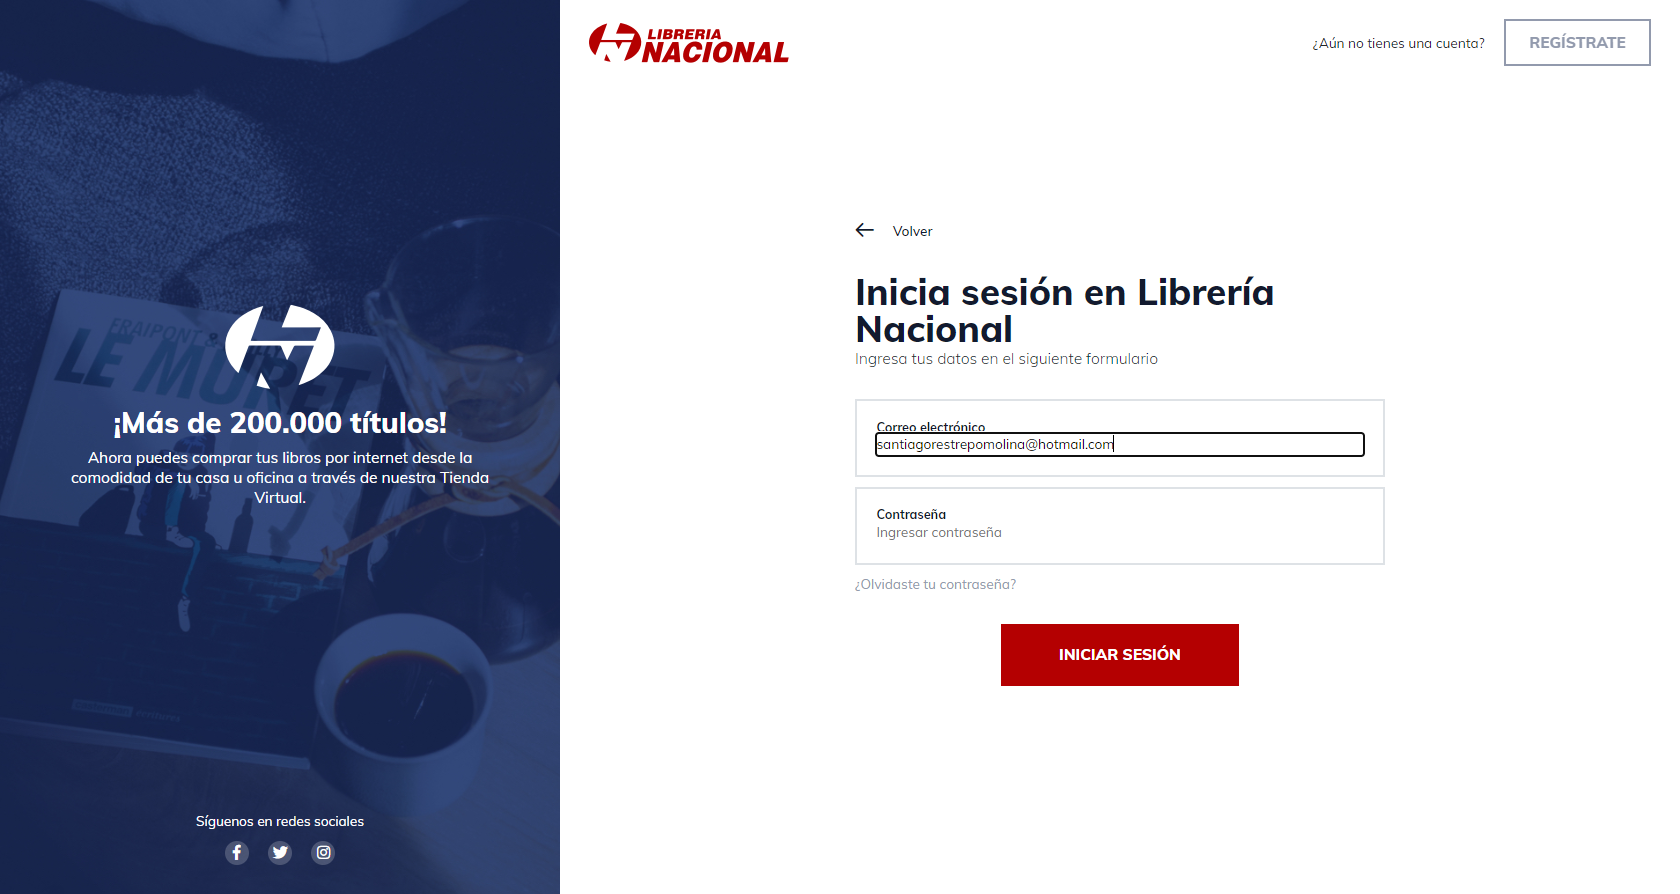 LIBRERIA
NACIONAL
¿Aún no tienes una cuenta?
REGÍSTRATE
Volver
Inicia sesión en Librería
Nacional
Ingresa tus datos en el siguiente formulario
Correo electrónico
santiagorestrepomolina@hotmail.com
Contraseña
Ingresar contraseña
¿Olvidaste tu contraseña?
INICIAR SESIÓN
FRAIPONT &
LE MURET
¡Más de 200.000 títulos!
Ahora puedes comprar tus libros por internet desde la
comodidad de tu casa u oficina a través de nuestra Tienda
Virtual.
Síguenos en redes sociales